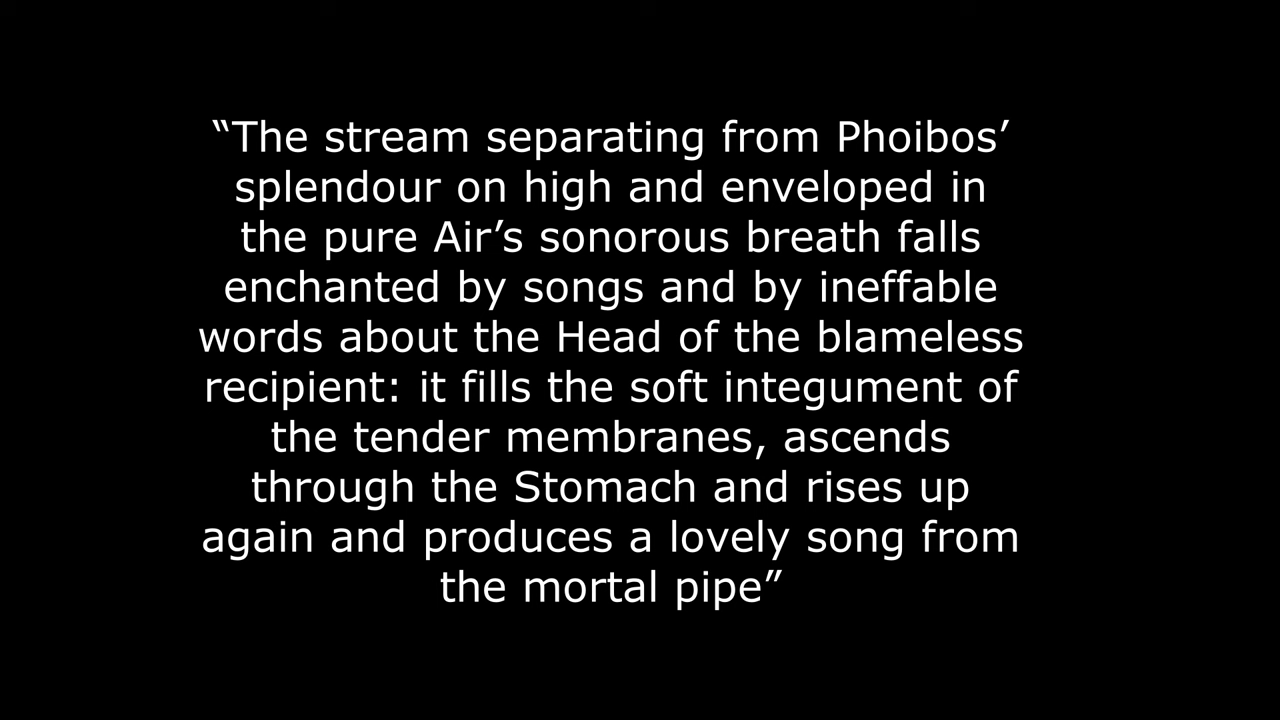 “The stream separating from Phoibos’
splendour on high and enveloped in
the pure Air’s sonorous breath falls
enchanted by songs and by ineffable
words about the Head of the blameless
recipient: it fills the soft integument of
the tender membranes, ascends
through the Stomach and rises up
again and produces a lovely song from
the mortal pipe”